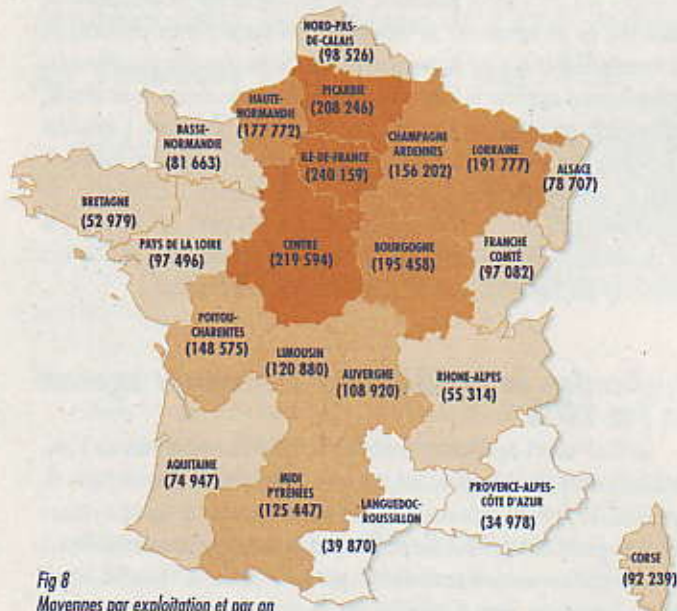 NORD-PAS-
DE-CALAIS
(98 526)
PICARDIE
(208 246)
HAUTE-
NORMANDIE
(177 772)
BASSE-
NORMANDIE
(81 663)
ILE-DE-FRANCE
(240 159)
CHAMPAGNE
ARDENNES
(156 202)
LORRAINE
(191 777)
ALSACE
(78 707)
BRETAGNE
(52 979)
PAYS DE LA LOIRE
(97 496)
CENTRE
(219 594)
BOURGOGNE
(195 458)
FRANCHE
COMTÉ
(97 082)
POITOU-
CHARENTES
(148 575)
LIMOUSIN
(120 880)
AUVERGNE
(108 920)
RHONE-ALPES
(55 314)
AQUITAINE
(74 947)
MIDI
PYRÉNÉES
(125 447)
LANGUEDOC-
ROUSSILLON
(39 870)
PROVENCE-ALPES-
CÔTE D'AZUR
(34 978)
CORSE
(92 239)
Fig 8
Moyennes par exploitation et par an